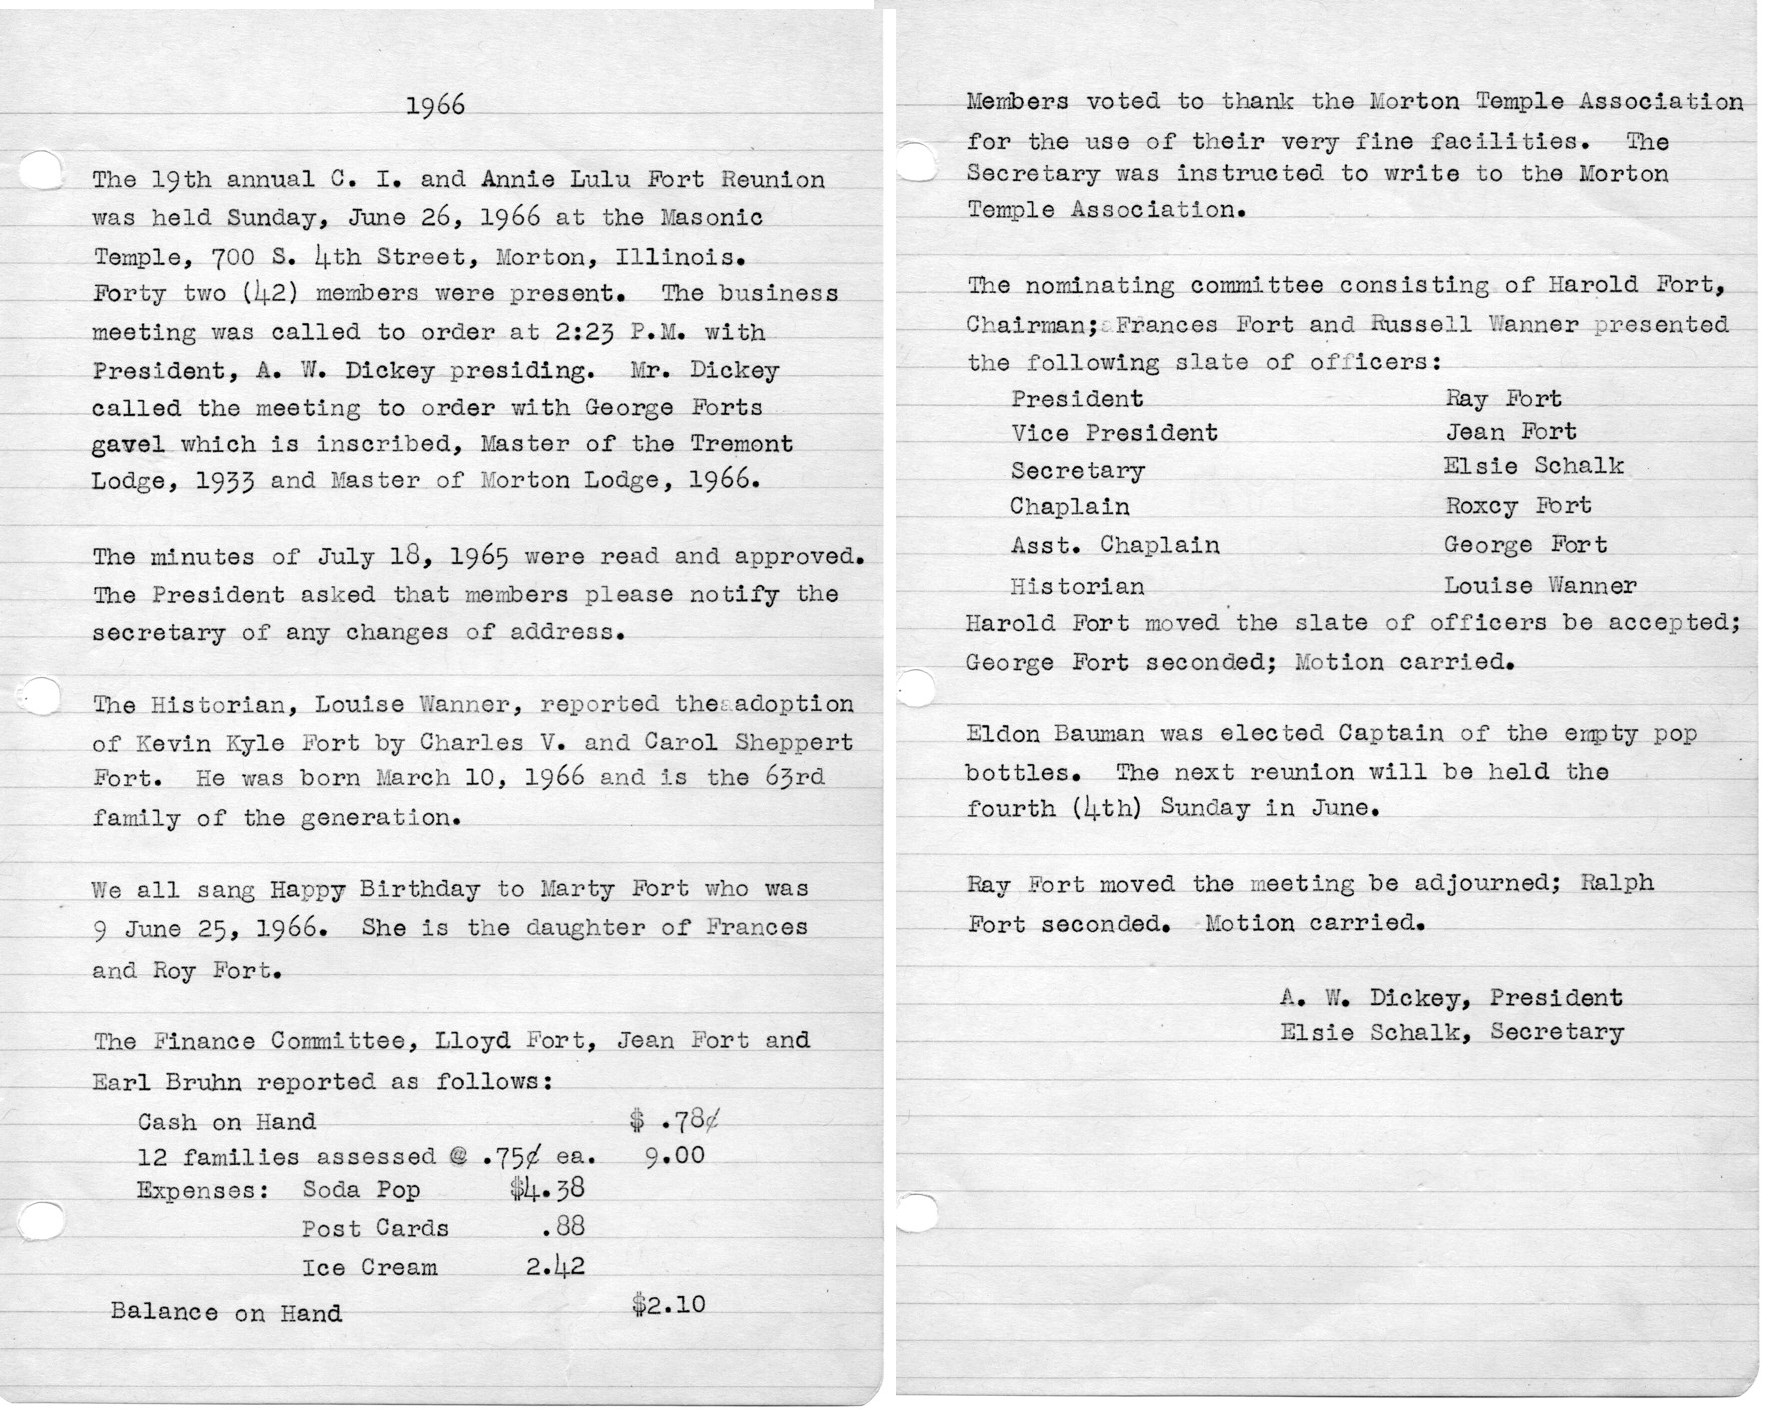 1966
The 19th annual C. I. and Annie Lulu Fort Reunion
was held Sunday, June 26, 1966 at the Masonic
Temple, 700 S. 4th Street, Morton, Illinois.
Forty two (42) members were present.  The business
meeting was called to order at 2:23 P.M. with
President, A. W. Dickey presiding.  Mr. Dickey
called the meeting to order with George Forts
gavel which is inscribed, Master of the Tremont
Lodge, 1933 and Master of Morton Lodge, 1966.
The minutes of July 18, 1965 were read and approved.
The President asked that members please notify the
secretary of any changes of address.
The Historian, Louise Wanner, reported the adoption
of Kevin Kyle Fort by Charles V. and Carol Sheppert
Fort.  He was born March 10, 1966 and is the 63rd
family of the generation.
We all sang Happy Birthday to Marty Fort who was
9 June 25, 1966.  She is the daughter of Frances
and Roy Fort.
The Finance Committee, Lloyd Fort, Jean Fort and
Earl Bruhn reported as follows:
Cash on Hand $ .78¢
12 families assessed @ .75¢ ea. 9.00
Expenses: Soda Pop $4.38
Post Cards .88
Ice Cream 2.42
Balance on Hand $2.10
Members voted to thank the Morton Temple Association
for the use of their very fine facilities.  The
Secretary was instructed to write to the Morton
Temple Association.
The nominating committee consisting of Harold Fort,
Chairman; Frances Fort and Russell Wanner presented
the following slate of officers:
President Ray Fort
Vice President Jean Fort
Secretary Elsie Schalk
Chaplain Roxcy Fort
Asst. Chaplain George Fort
Historian Louise Wanner
Harold Fort moved the slate of officers be accepted;
George Fort seconded; Motion carried.
Eldon Bauman was elected Captain of the empty pop
bottles.  The next reunion will be held the
fourth (4th) Sunday in June.
Ray Fort moved the meeting be adjourned; Ralph
Fort seconded.  Motion carried.
A. W. Dickey, President
Elsie Schalk, Secretary